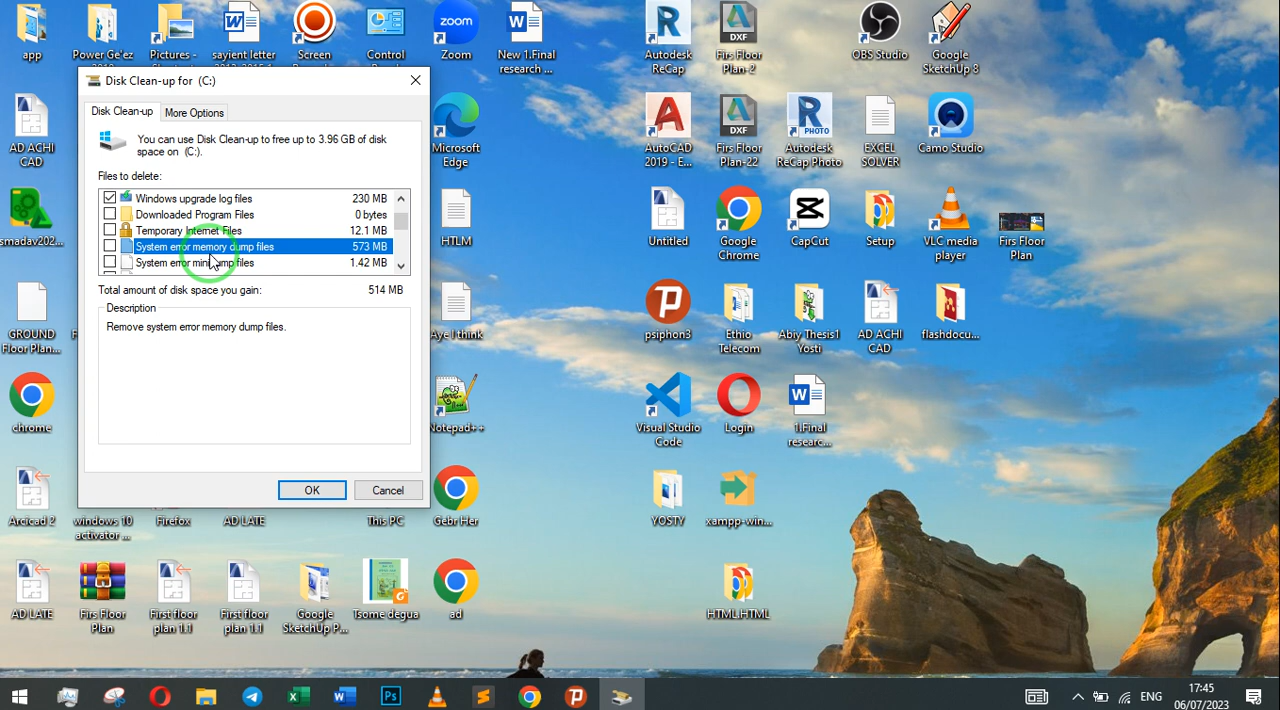 app
Power Ge'ez
Pictures -
sayient letter
Screen
Control
Zoom
New 1.Final
research ...
Autodesk
ReCap
DXF
Firs Floor
Plan-2
OBS Studio
Google
SketchUp 8
Disk Clean-up for (C:)
Disk Clean-up
More Options
You can use Disk Clean-up to free up to 3.96 GB of disk
space on (C:).
Files to delete:
Windows upgrade log files 230 MB
Downloaded Program Files 0 bytes
Temporary Internet Files 12.1 MB
System error memory dump files 573 MB
System error minidump files 1.42 MB
Total amount of disk space you gain: 514 MB
Description
Remove system error memory dump files.
OK
Cancel
AD ACHI
CAD
Microsoft
Edge
AutoCAD
2019 - E...
DXF
Firs Floor
Plan-22
PHOTO
Autodesk
ReCap Photo
EXCEL
SOLVER
Camo Studio
smadav202...
HTLM
Untitled
Google
Chrome
CapCut
Setup
VLC media
player
Firs Floor
Plan
GROUND
Floor Plan...
Aye I think
psiphon3
Ethio
Telecom
Abiy Thesis1
Yosti
AD ACHI
CAD
flashdocu...
chrome
Notepad++
Visual Studio
Code
Login
1.Final
researc...
Arcicad 2
windows 10
activator ...
Firefox
AD LATE
This PC
Gebr Her
YOSTY
xampp-win...
AD LATE
Firs Floor
Plan
First floor
plan 1.1
First floor
plan 1.1
Google
SketchUp P...
Tsome degua
ad
HTML.HTML
ENG
17:45
06/07/2023